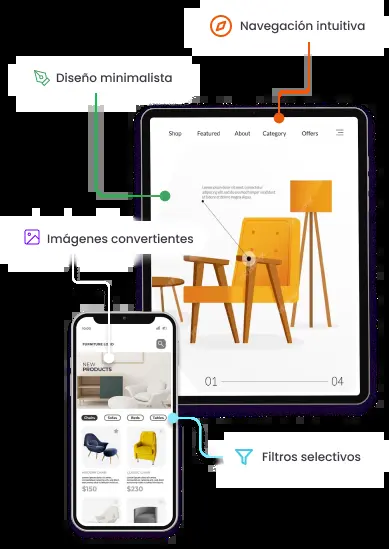 Navegación intuitiva
Diseño minimalista
Shop Featured About Category Offers
Imágenes convertientes
01 04
FURNITURE LOGO
NEW
PRODUCTS
Chairs Sofas Beds Tables
$150 $230
Filtros selectivos